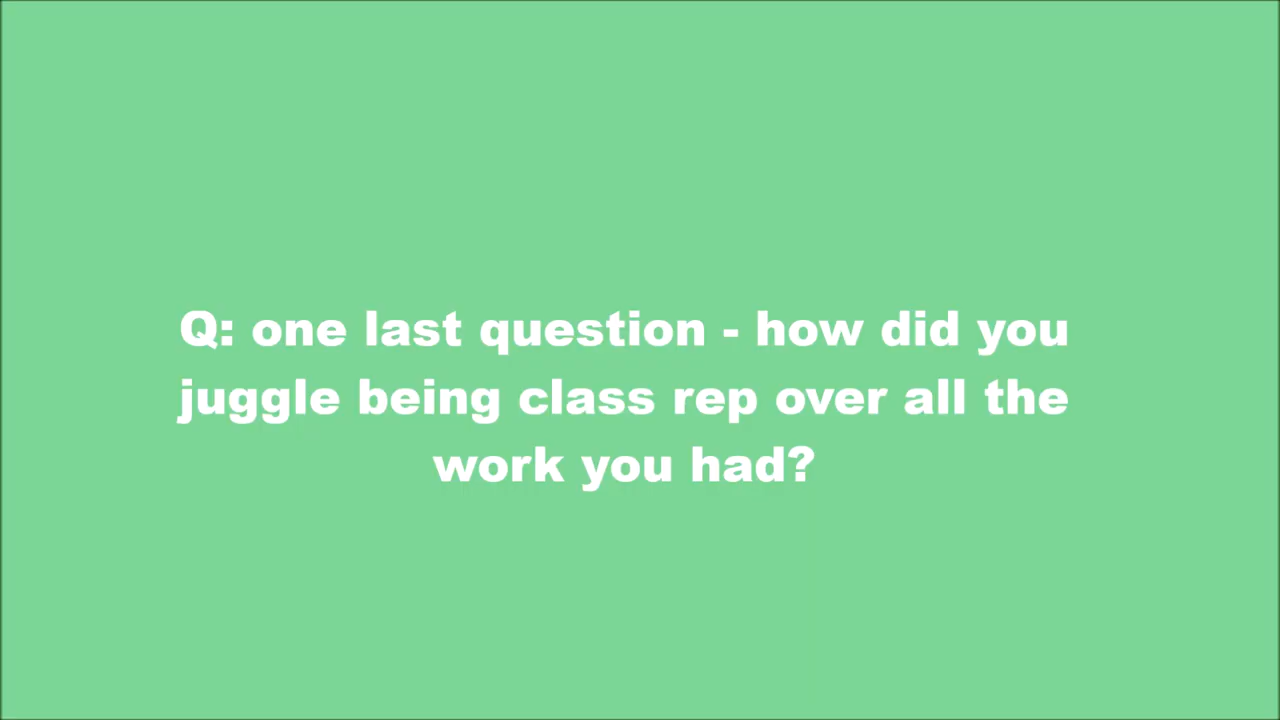 Q: one last question - how did you
juggle being class rep over all the
work you had?